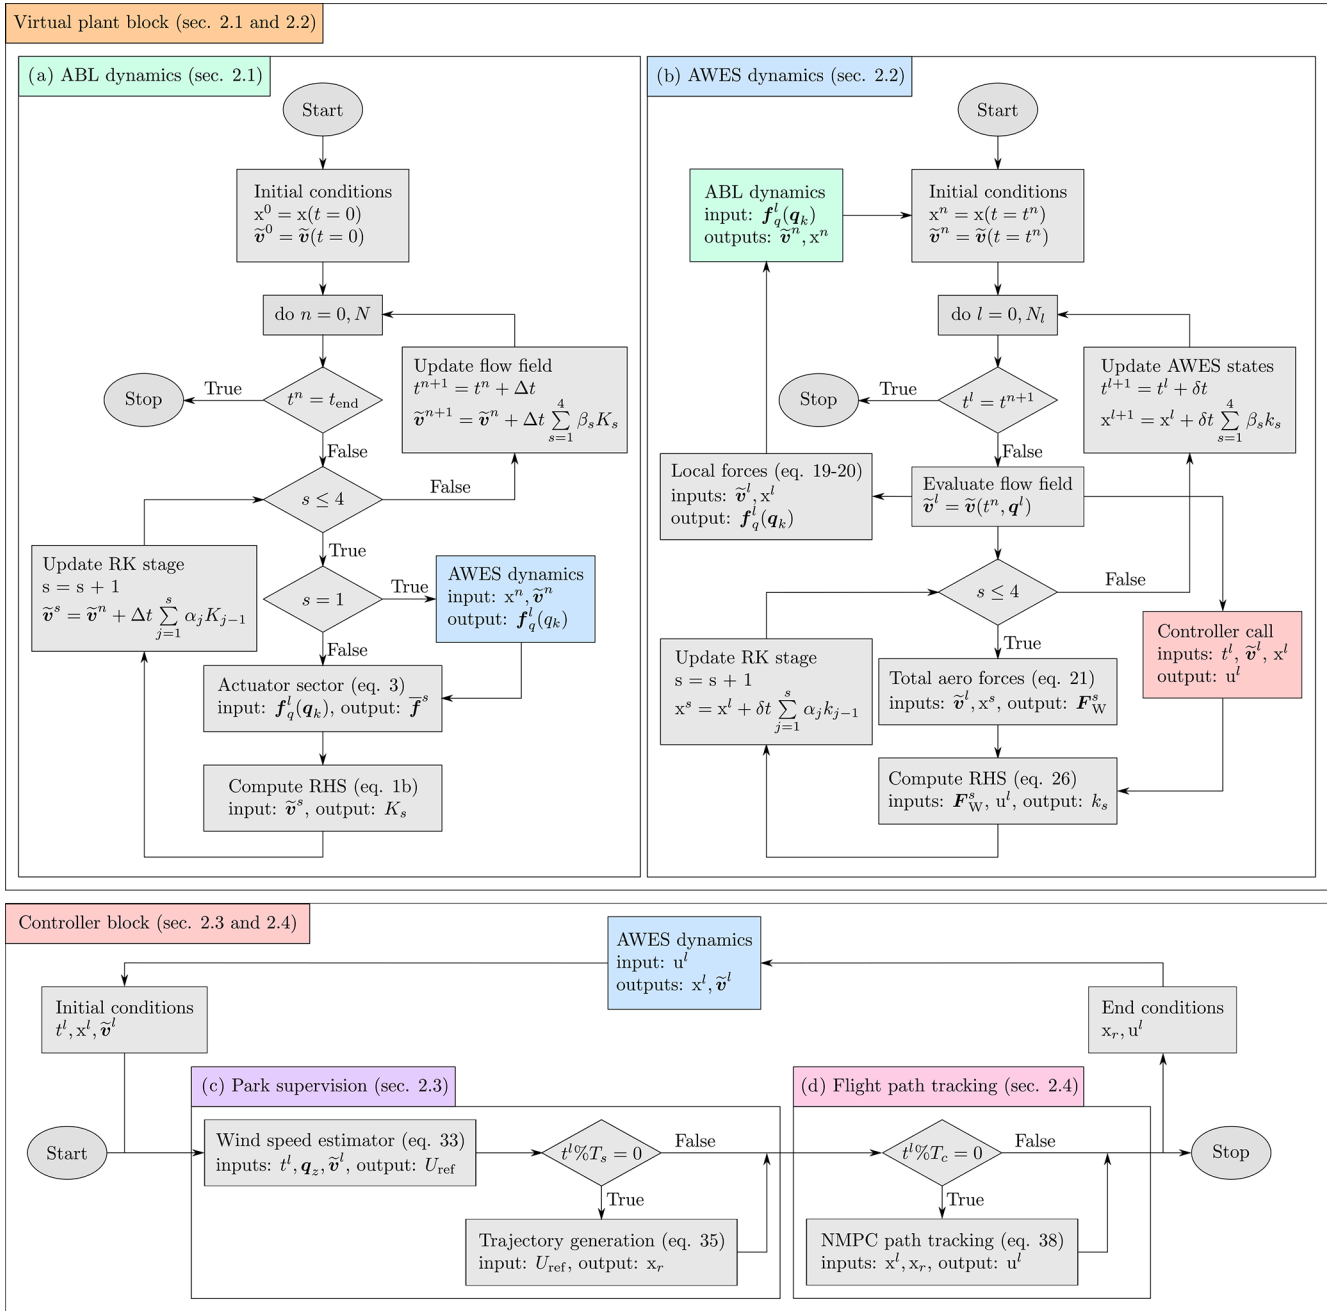 Virtual plant block (sec. 2.1 and 2.2)
(a) ABL dynamics (sec. 2.1)
Start
Initial conditions
x⁰ = x(t = 0)
ṽ⁰ = ṽ(t = 0)
do n = 0, N
Update flow field
tⁿ⁺¹ = tⁿ + Δt
ṽⁿ⁺¹ = ṽⁿ + Δt ∑_{s=1}^{4} β_s K_s
True
Stop
tⁿ = t_end
False
s ≤ 4
False
True
Update RK stage
s = s + 1
ṽˢ = ṽⁿ + Δt ∑_{j=1}^{s} α_j K_{j−1}
s = 1
True
AWES dynamics
input: xⁿ, ṽⁿ
output: f_q^l(q_k)
False
Actuator sector (eq. 3)
input: f_q^l(q_k), output: f̅ˢ
Compute RHS (eq. 1b)
input: ṽˢ, output: K_s
(b) AWES dynamics (sec. 2.2)
Start
ABL dynamics
input: f_q^l(q_k)
outputs: ṽⁿ, xⁿ
Initial conditions
xⁿ = x(t = tⁿ)
ṽⁿ = ṽ(t = tⁿ)
do l = 0, N_l
Update AWES states
t^{l+1} = t^l + δt
x^{l+1} = x^l + δt ∑_{s=1}^{4} β_s k_s
True
Stop
t^l = t^{n+1}
False
Local forces (eq. 19-20)
inputs: ṽ^l, x^l
output: f_q^l(q_k)
Evaluate flow field
ṽ^l = ṽ(tⁿ, q^l)
s ≤ 4
False
True
Update RK stage
s = s + 1
xˢ = x^l + δt ∑_{j=1}^{s} α_j k_{j−1}
Controller call
inputs: t^l, ṽ^l, x^l
output: u^l
Total aero forces (eq. 21)
inputs: ṽ^l, xˢ, output: F_W^s
Compute RHS (eq. 26)
inputs: F_W^s, u^l, output: k_s
Controller block (sec. 2.3 and 2.4)
AWES dynamics
input: u^l
outputs: x^l, ṽ^l
Initial conditions
t^l, x^l, ṽ^l
End conditions
x_r, u^l
Start
(c) Park supervision (sec. 2.3)
Wind speed estimator (eq. 33)
inputs: t^l, q_z, ṽ^l, output: U_ref
t^l%T_s = 0
False
True
Trajectory generation (eq. 35)
input: U_ref, output: x_r
(d) Flight path tracking (sec. 2.4)
t^l%T_c = 0
False
True
NMPC path tracking (eq. 38)
inputs: x^l, x_r, output: u^l
Stop